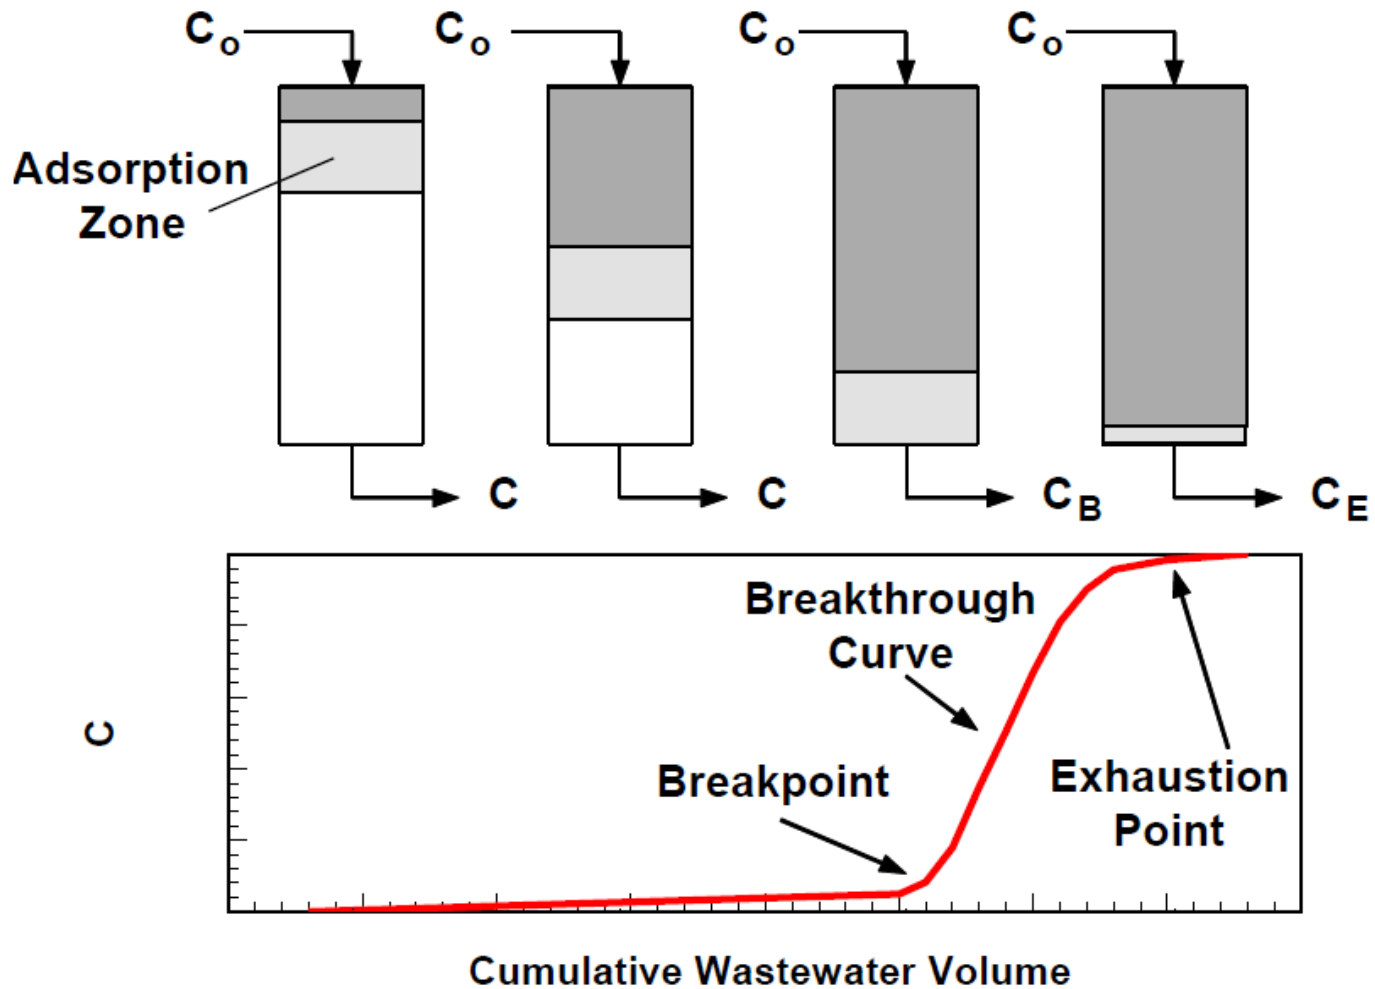 Co Co Co Co
Adsorption
Zone
C C CB CE
Breakthrough
Curve
Breakpoint
Exhaustion
Point
C
Cumulative Wastewater Volume